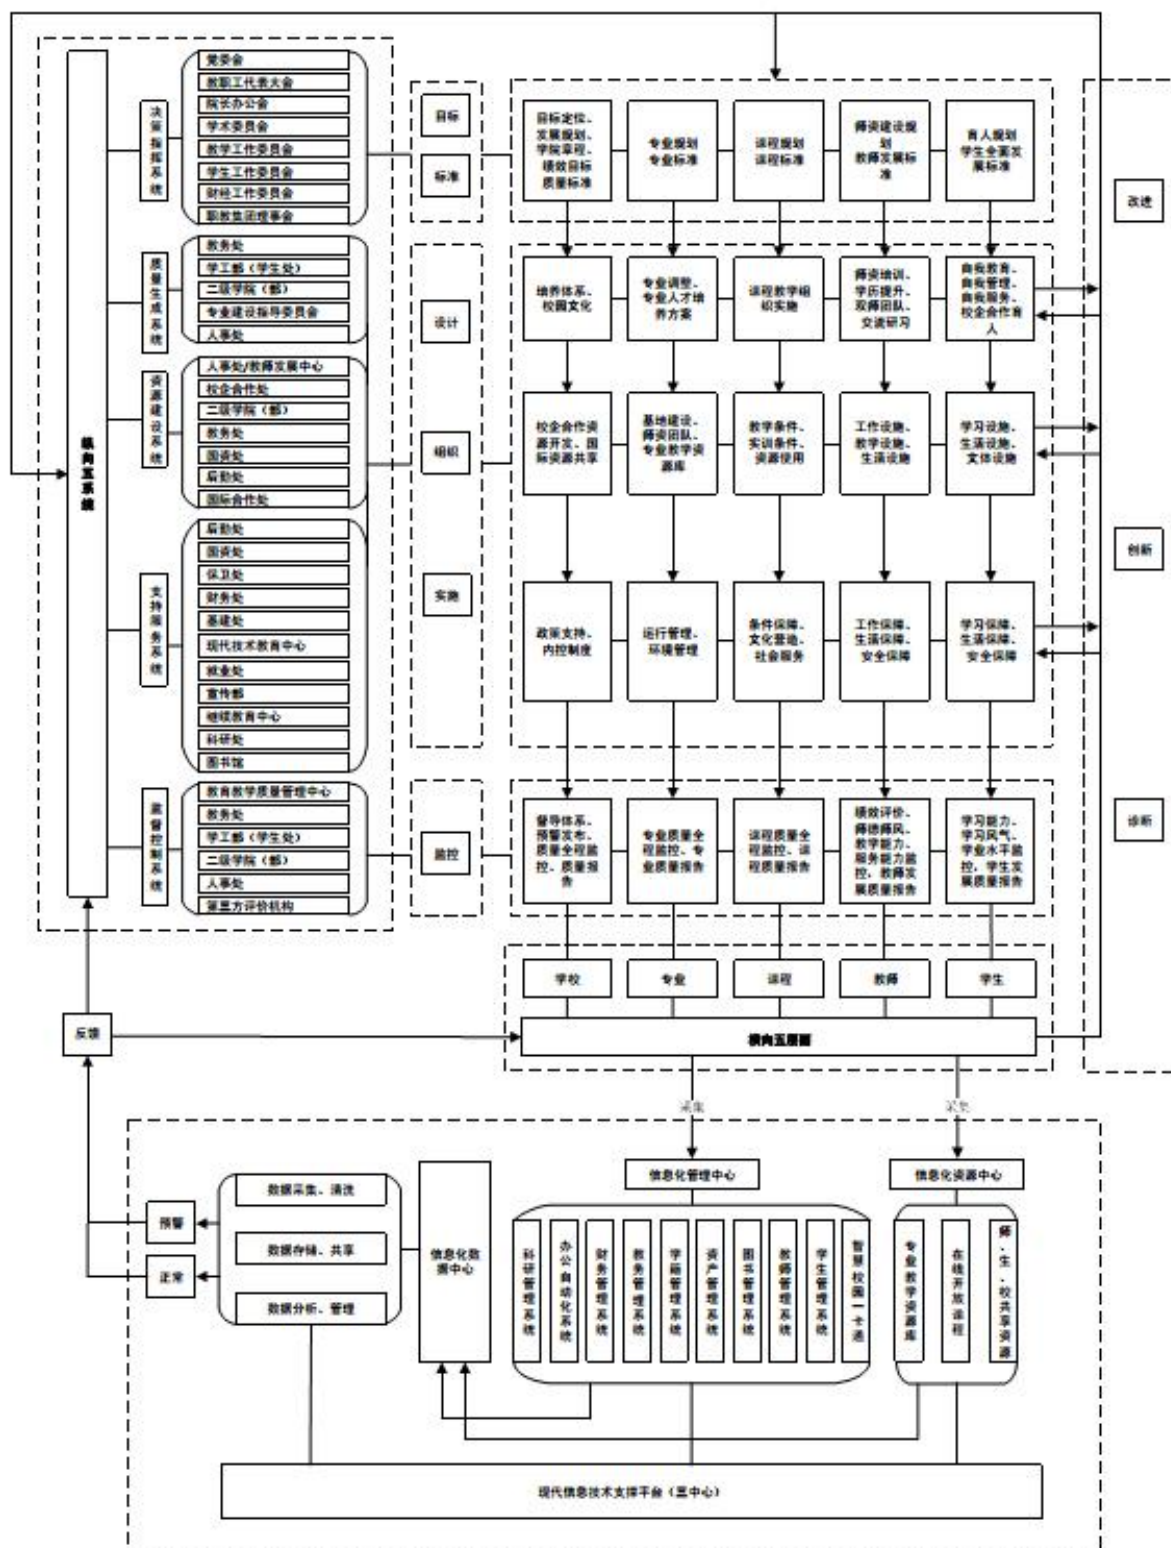 纵向五系统
决策指挥系统
党委会
教职工代表大会
院长办公会
学术委员会
教学工作委员会
学生工作委员会
财经工作委员会
职教集团理事会
质量生成系统
教务处
学工部（学生处）
二级学院（部）
专业建设指导委员会
人事处
资源建设系统
人事处/教师发展中心
校企合作处
二级学院（部）
教务处
国资处
后勤处
国际合作处
支持服务系统
后勤处
国资处
保卫处
财务处
基建处
现代技术教育中心
就业处
宣传部
继续教育中心
科研处
图书馆
监督控制系统
教育教学质量管理中心
教务处
学工部（学生处）
二级学院（部）
人事处
第三方评价机构
目标
标准
设计
组织
实施
监控
目标定位、
发展规划、
学院章程、
绩效目标
质量标准
专业规划
专业标准
课程规划
课程标准
师资建设规
划
教师发展标
准
育人规划
学生全面发
展标准
培养体系、
校园文化
专业调整、
专业人才培
养方案
课程教学组
织实施
师资培训、
学历提升、
双师团队、
交流研习
自我教育、
自我管理、
自我服务、
校企合作育
人
校企合作资
源开发、国
际资源共享
基地建设、
师资团队、
专业教学资
源库
教学条件、
实训条件、
资源使用
工作设施、
教学设施、
生活设施
学习设施、
生活设施、
文体设施
政策支持、
内控制度
运行管理、
环境管理
条件保障、
文化营造、
社会服务
工作保障、
生活保障、
安全保障
学习保障、
生活保障、
安全保障
督导体系、
预警发布、
质量全程监
控、质量报
告
专业质量全
程监控、专
业质量报告
课程质量全
程监控、课
程质量报告
绩效评价、
师德师风、
教学能力、
服务能力监
控，教师发
展质量报告
学习能力、
学习风气、
学业水平监
控，学生发
展质量报告
学校
专业
课程
教师
学生
横向五层面
改进
创新
诊断
反馈
采集
采集
预警
正常
数据采集、清洗
数据存储、共享
数据分析、管理
信息化数
据中心
信息化管理中心
科研管理系统
办公自动化系统
财务管理系统
教务管理系统
学籍管理系统
资产管理系统
图书管理系统
教师管理系统
学生管理系统
智慧校园一卡通
信息化资源中心
专业教学资源库
在线开放课程
师、生、校共享资源
现代信息技术支撑平台（三中心）